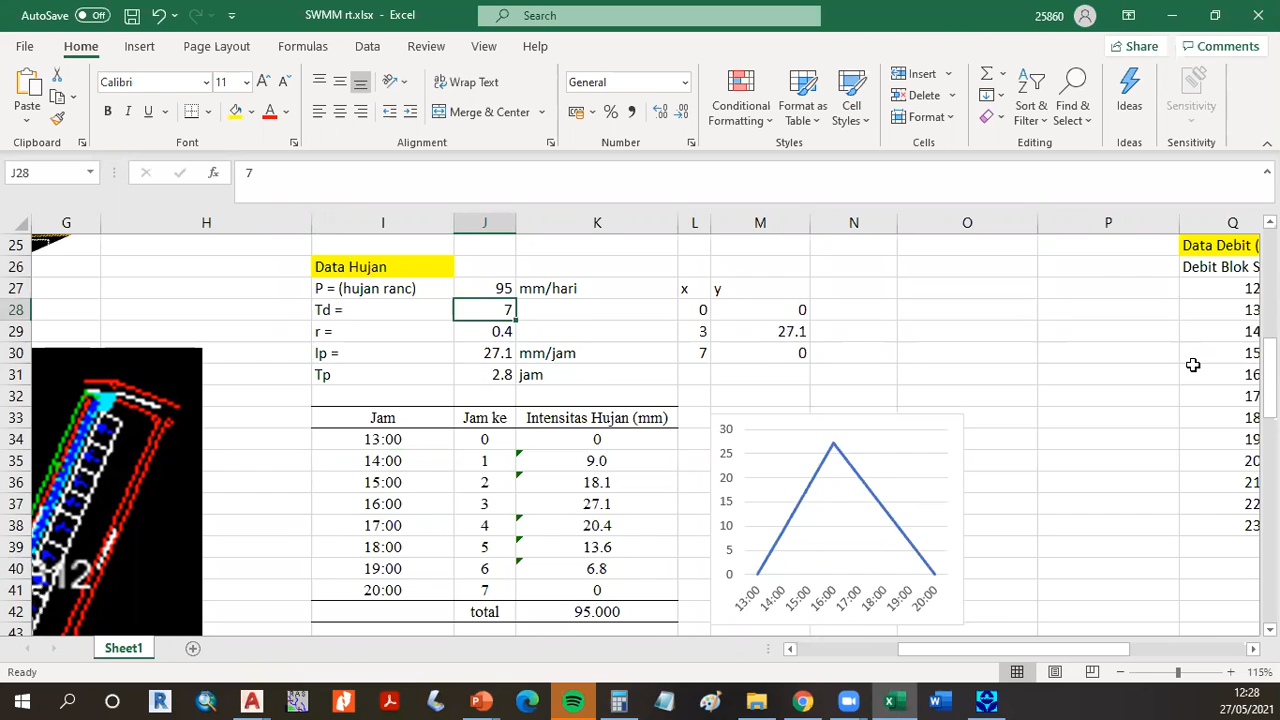 AutoSave Off SWMM rt.xlsx - Excel Search 25860
File Home Insert Page Layout Formulas Data Review View Help Share Comments
Paste Calibri 11 Wrap Text General Conditional Formatting Format as Table Cell Styles Insert Sort & Filter Find & Select Ideas Sensitivity
B I U A Merge & Center Delete
Format
Clipboard Font Alignment Number Styles Cells Editing Ideas Sensitivity
J28 fx 7
G H I J K L M N O P Q
25 Data Debit (
26 Data Hujan Debit Blok S
27 P = (hujan ranc) 95 mm/hari x y 12
28 Td = 7 0 0 13
29 r = 0.4 3 27.1 14
30 Ip = 27.1 mm/jam 7 0 15
31 Tp 2.8 jam 16
32 17
33 Jam Jam ke Intensitas Hujan (mm) 18
34 13:00 0 0 19
35 14:00 1 9.0 20
36 15:00 2 18.1 21
37 16:00 3 27.1 22
38 17:00 4 20.4 23
39 18:00 5 13.6
40 19:00 6 6.8
41 20:00 7 0
42 total 95.000
43
30
25
20
15
10
5
0
13:00 14:00 15:00 16:00 17:00 18:00 19:00 20:00
Sheet1
Ready 115%
12:28
27/05/2021